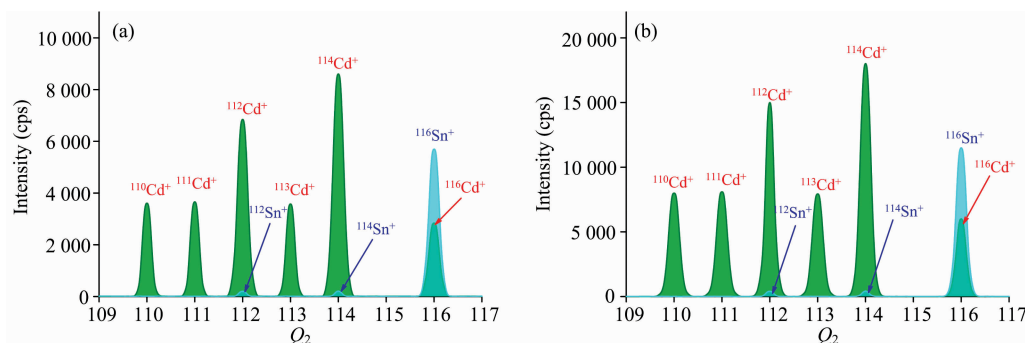 (a)
Intensity (cps)
10 000
8 000
6 000
4 000
2 000
0
¹¹⁰Cd⁺
¹¹¹Cd⁺
¹¹²Cd⁺
¹¹²Sn⁺
¹¹³Cd⁺
¹¹⁴Cd⁺
¹¹⁴Sn⁺
¹¹⁶Sn⁺
¹¹⁶Cd⁺
109 110 111 112 113 114 115 116 117
Q₂
(b)
Intensity (cps)
20 000
15 000
10 000
5 000
0
¹¹⁰Cd⁺
¹¹¹Cd⁺
¹¹²Cd⁺
¹¹²Sn⁺
¹¹³Cd⁺
¹¹⁴Cd⁺
¹¹⁴Sn⁺
¹¹⁶Sn⁺
¹¹⁶Cd⁺
109 110 111 112 113 114 115 116 117
Q₂